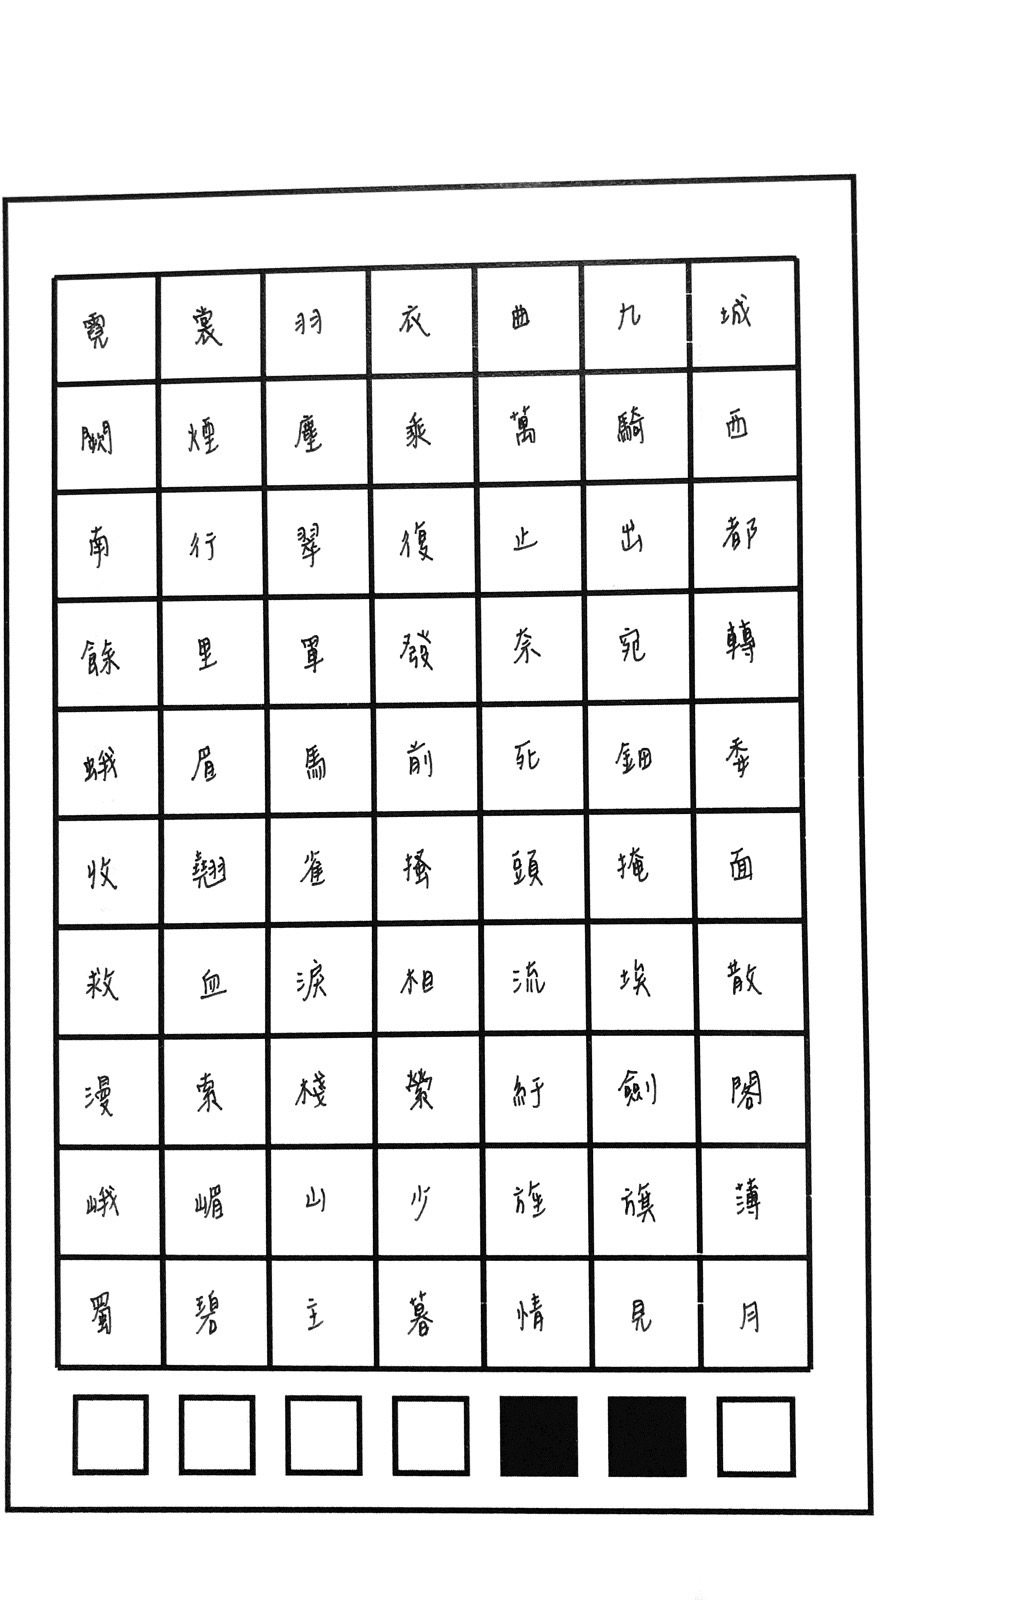 霓裳羽衣曲九城
闕煙塵乘萬騎西
南行翠復止出都
餘里軍發奈宛轉
蛾眉馬前死鈿委
收翹雀搔頭掩面
救血淚相流埃散
漫索棧縈紆劍閣
峨嵋山少旌旗薄
蜀碧主暮情見月